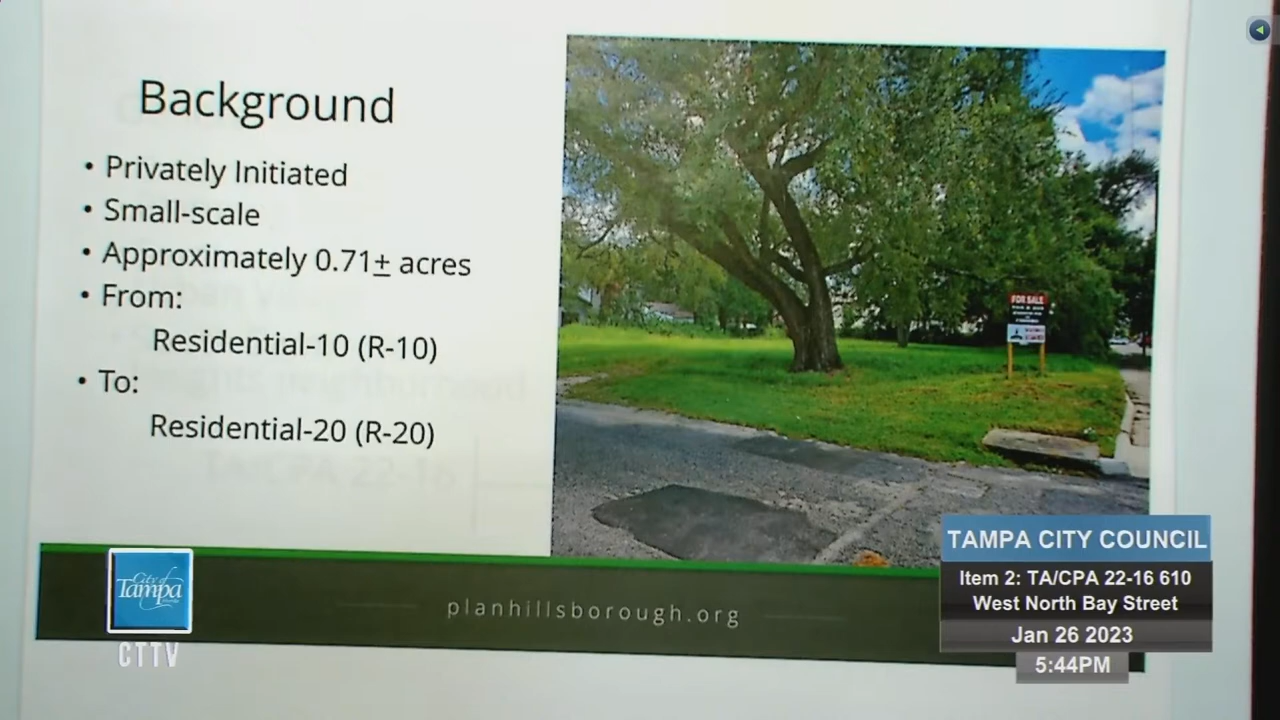 Background
• Privately Initiated
• Small-scale
• Approximately 0.71± acres
• From:
Residential-10 (R-10)
• To:
Residential-20 (R-20)
FOR SALE
planhillsborough.org
City of
Tampa
CTTV
TAMPA CITY COUNCIL
Item 2: TA/CPA 22-16 610
West North Bay Street
Jan 26 2023
5:44PM